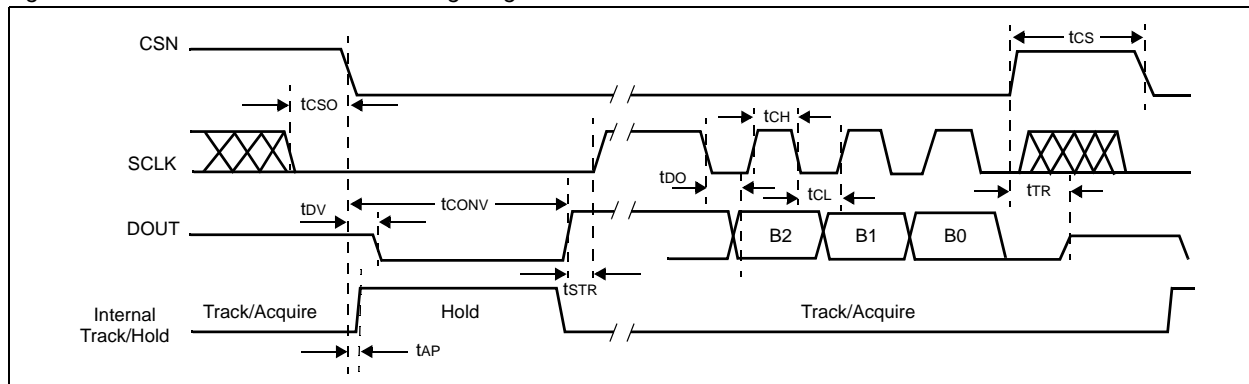 CSN
tCS
tCSO
tCH
SCLK
tDO
tCL
tTR
tDV
tCONV
DOUT
B2
B1
B0
tSTR
Internal
Track/Hold
Track/Acquire
Hold
Track/Acquire
tAP